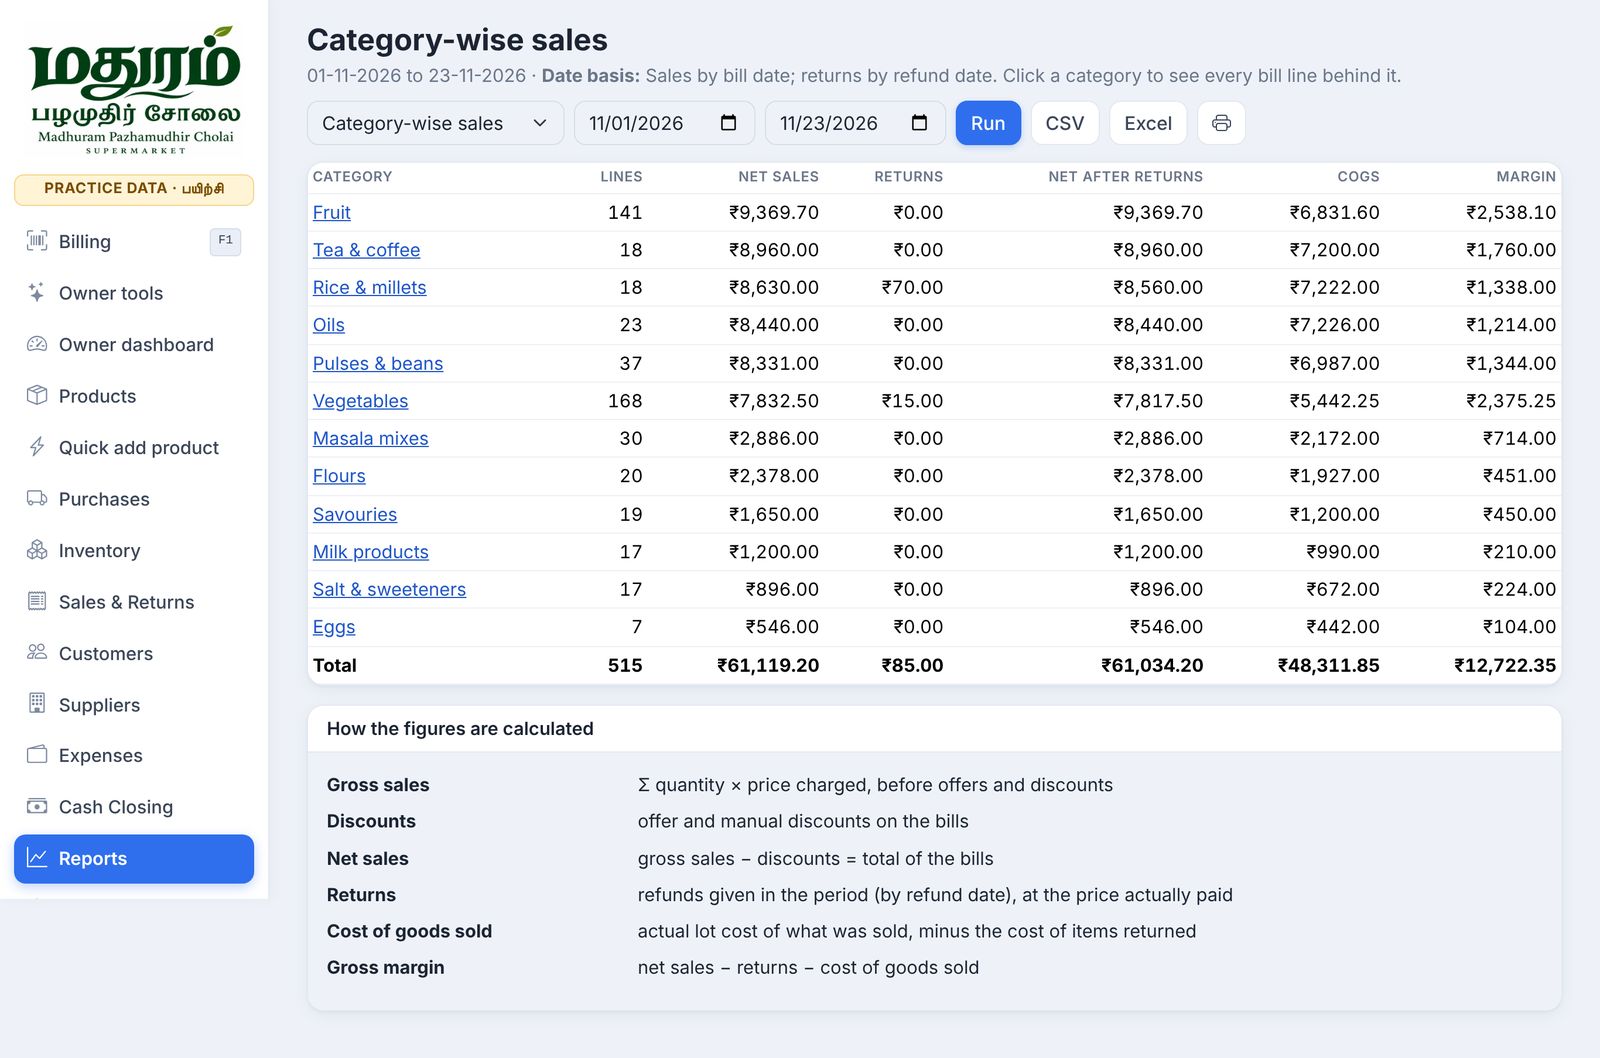 மதுரம்
பழமுதிர் சோலை
Madhuram Pazhamudhir Cholai
SUPERMARKET
PRACTICE DATA · பயிற்சி
Billing F1
Owner tools
Owner dashboard
Products
Quick add product
Purchases
Inventory
Sales & Returns
Customers
Suppliers
Expenses
Cash Closing
Reports
Category-wise sales
01-11-2026 to 23-11-2026 · Date basis: Sales by bill date; returns by refund date. Click a category to see every bill line behind it.
Category-wise sales 11/01/2026 11/23/2026 Run CSV Excel
CATEGORY LINES NET SALES RETURNS NET AFTER RETURNS COGS MARGIN
Fruit 141 ₹9,369.70 ₹0.00 ₹9,369.70 ₹6,831.60 ₹2,538.10
Tea & coffee 18 ₹8,960.00 ₹0.00 ₹8,960.00 ₹7,200.00 ₹1,760.00
Rice & millets 18 ₹8,630.00 ₹70.00 ₹8,560.00 ₹7,222.00 ₹1,338.00
Oils 23 ₹8,440.00 ₹0.00 ₹8,440.00 ₹7,226.00 ₹1,214.00
Pulses & beans 37 ₹8,331.00 ₹0.00 ₹8,331.00 ₹6,987.00 ₹1,344.00
Vegetables 168 ₹7,832.50 ₹15.00 ₹7,817.50 ₹5,442.25 ₹2,375.25
Masala mixes 30 ₹2,886.00 ₹0.00 ₹2,886.00 ₹2,172.00 ₹714.00
Flours 20 ₹2,378.00 ₹0.00 ₹2,378.00 ₹1,927.00 ₹451.00
Savouries 19 ₹1,650.00 ₹0.00 ₹1,650.00 ₹1,200.00 ₹450.00
Milk products 17 ₹1,200.00 ₹0.00 ₹1,200.00 ₹990.00 ₹210.00
Salt & sweeteners 17 ₹896.00 ₹0.00 ₹896.00 ₹672.00 ₹224.00
Eggs 7 ₹546.00 ₹0.00 ₹546.00 ₹442.00 ₹104.00
Total 515 ₹61,119.20 ₹85.00 ₹61,034.20 ₹48,311.85 ₹12,722.35
How the figures are calculated
Gross sales Σ quantity × price charged, before offers and discounts
Discounts offer and manual discounts on the bills
Net sales gross sales − discounts = total of the bills
Returns refunds given in the period (by refund date), at the price actually paid
Cost of goods sold actual lot cost of what was sold, minus the cost of items returned
Gross margin net sales − returns − cost of goods sold